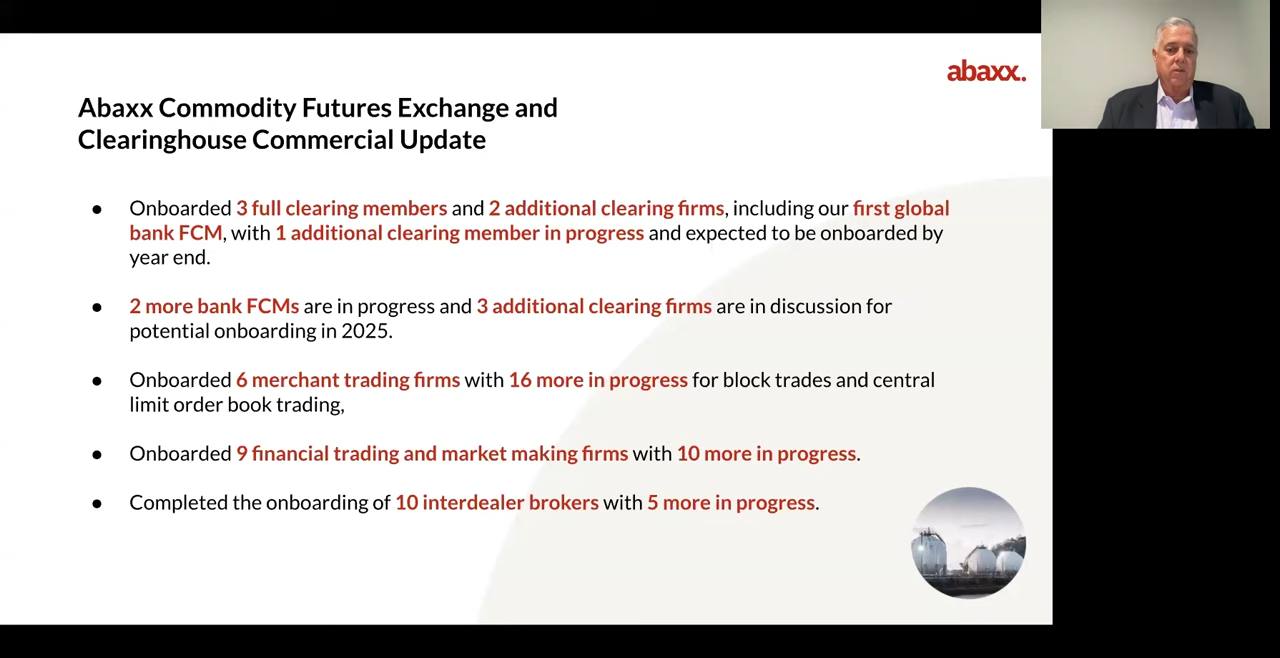 abaxx.
Abaxx Commodity Futures Exchange and
Clearinghouse Commercial Update
● Onboarded 3 full clearing members and 2 additional clearing firms, including our first global
bank FCM, with 1 additional clearing member in progress and expected to be onboarded by
year end.
● 2 more bank FCMs are in progress and 3 additional clearing firms are in discussion for
potential onboarding in 2025.
● Onboarded 6 merchant trading firms with 16 more in progress for block trades and central
limit order book trading,
● Onboarded 9 financial trading and market making firms with 10 more in progress.
● Completed the onboarding of 10 interdealer brokers with 5 more in progress.